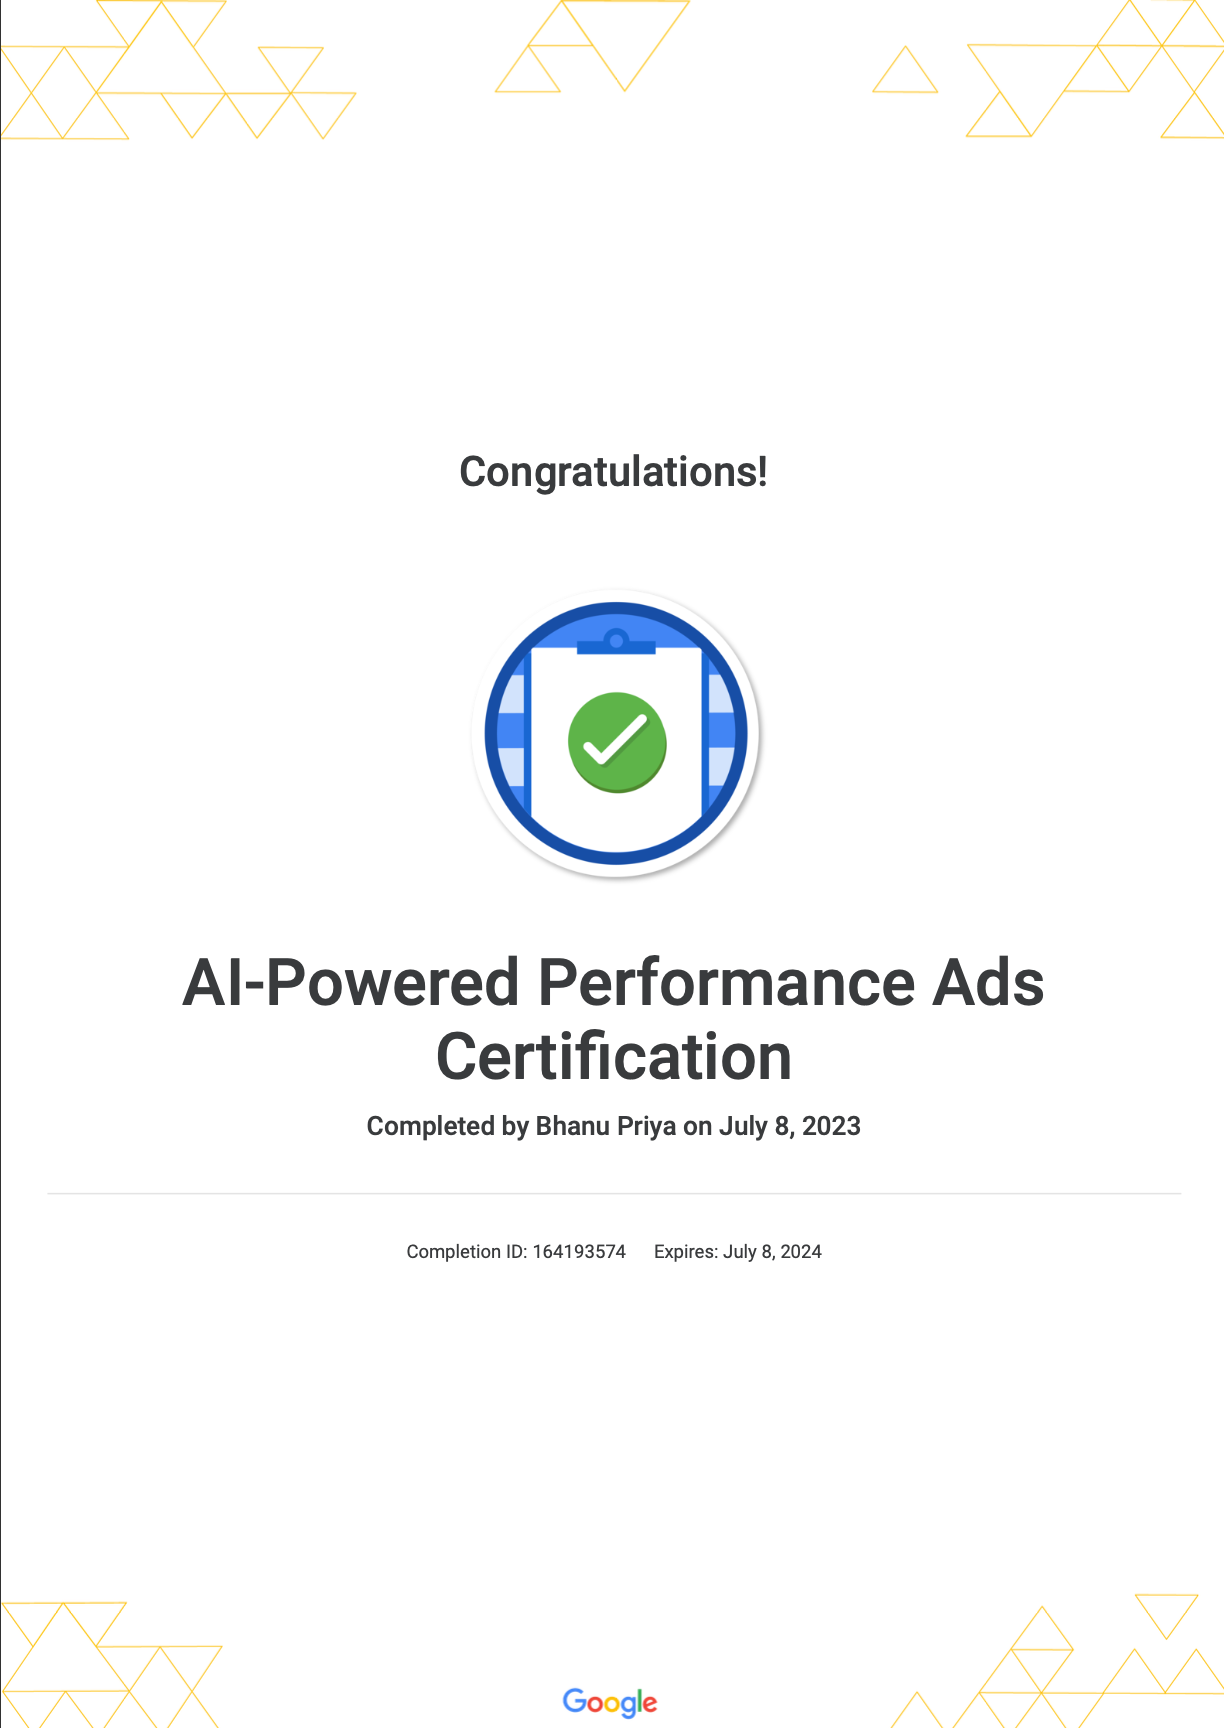 Congratulations!
AI-Powered Performance Ads
Certification
Completed by Bhanu Priya on July 8, 2023
Completion ID: 164193574 Expires: July 8, 2024
Google